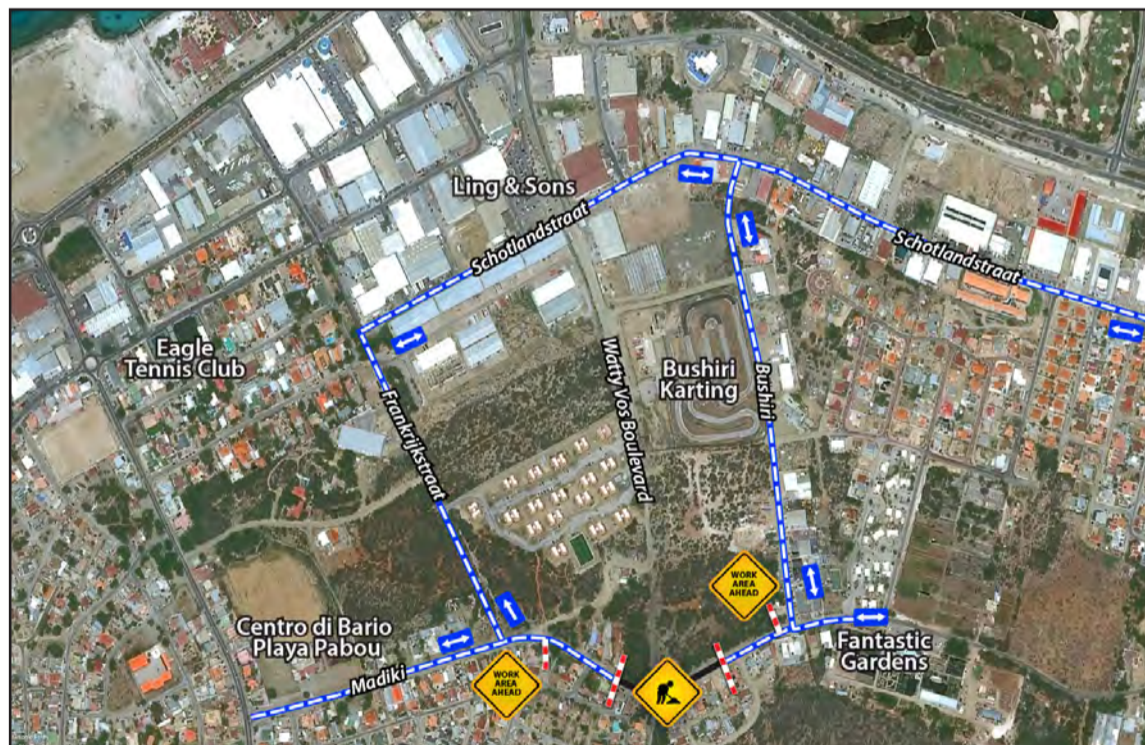 Ling & Sons
Schotlandstraat
Schotlandstraat
Eagle
Tennis Club
Watty Vos Boulevard
Bushiri
Karting
Bushiri
Frankrijkstraat
WORK
AREA
AHEAD
Centro di Bario
Playa Pabou
Fantastic
Gardens
Madiki
WORK
AREA
AHEAD